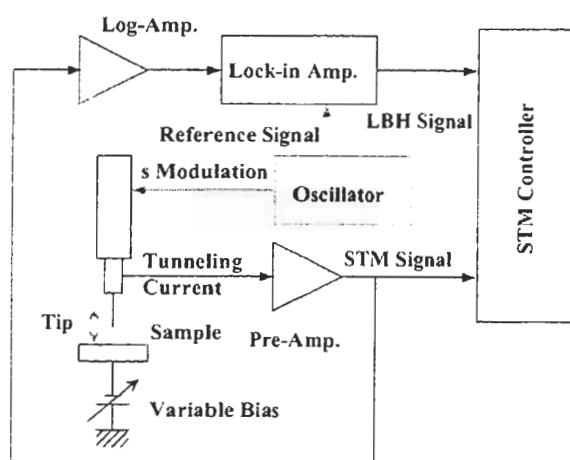 Log-Amp.
Lock-in Amp.
LBH Signal
Reference Signal
s Modulation
Oscillator
STM Controller
Tunneling
Current
STM Signal
Tip
Sample
Pre-Amp.
Variable Bias